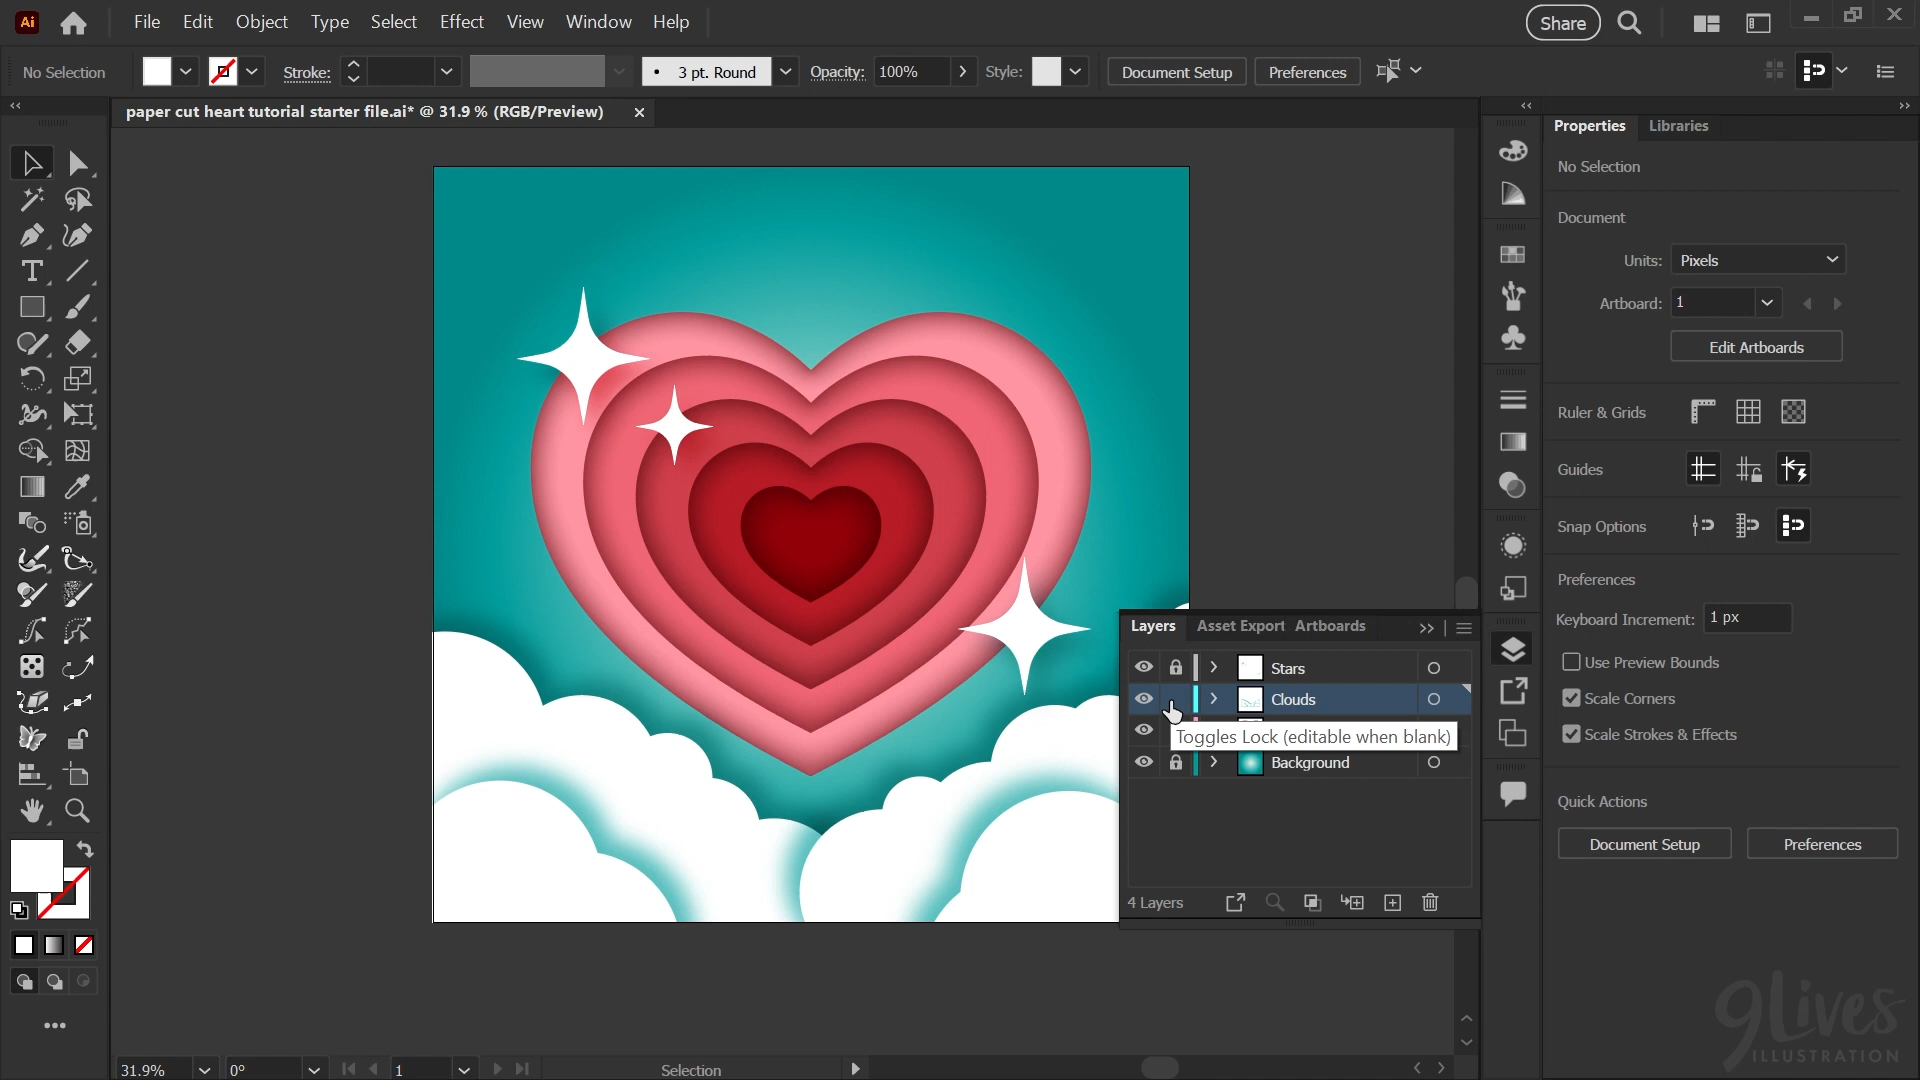 Ai File Edit Object Type Select Effect View Window Help Share
No Selection Stroke: 3 pt. Round Opacity: 100% Style: Document Setup Preferences
paper cut heart tutorial starter file.ai* @ 31.9 % (RGB/Preview)
Properties Libraries
No Selection
Document
Units: Pixels
Artboard: 1
Edit Artboards
Ruler & Grids
Guides
Snap Options
Preferences
Keyboard Increment: 1 px
Use Preview Bounds
Scale Corners
Scale Strokes & Effects
Quick Actions
Document Setup Preferences
Layers Asset Export Artboards
Stars
Clouds
Toggles Lock (editable when blank)
Background
4 Layers
31.9% 0° 1 Selection
9Lives
ILLUSTRATION